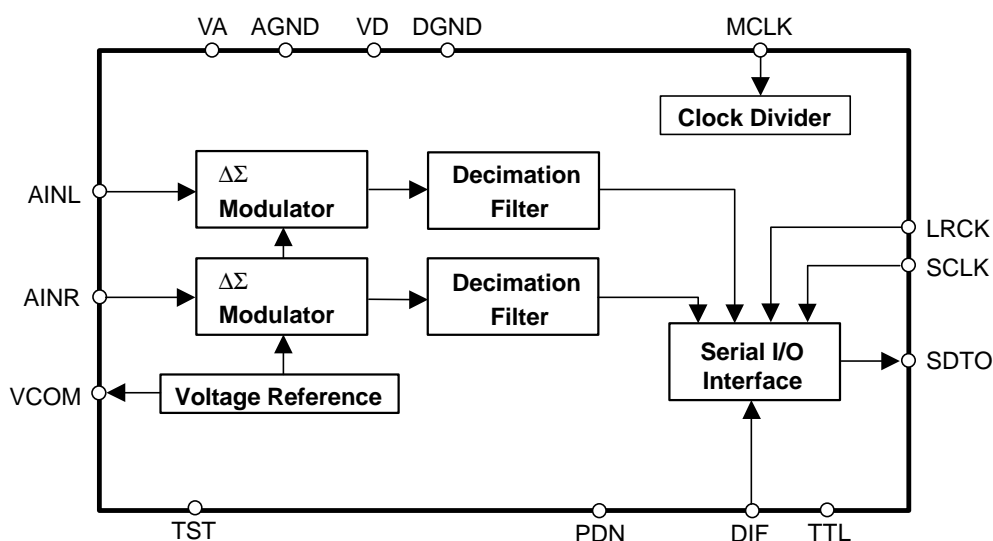 VA AGND VD DGND MCLK
Clock Divider
AINL
ΔΣ
Modulator
Decimation
Filter
LRCK
SCLK
AINR
ΔΣ
Modulator
Decimation
Filter
Serial I/O
Interface
SDTO
VCOM
Voltage Reference
TST PDN DIF TTL